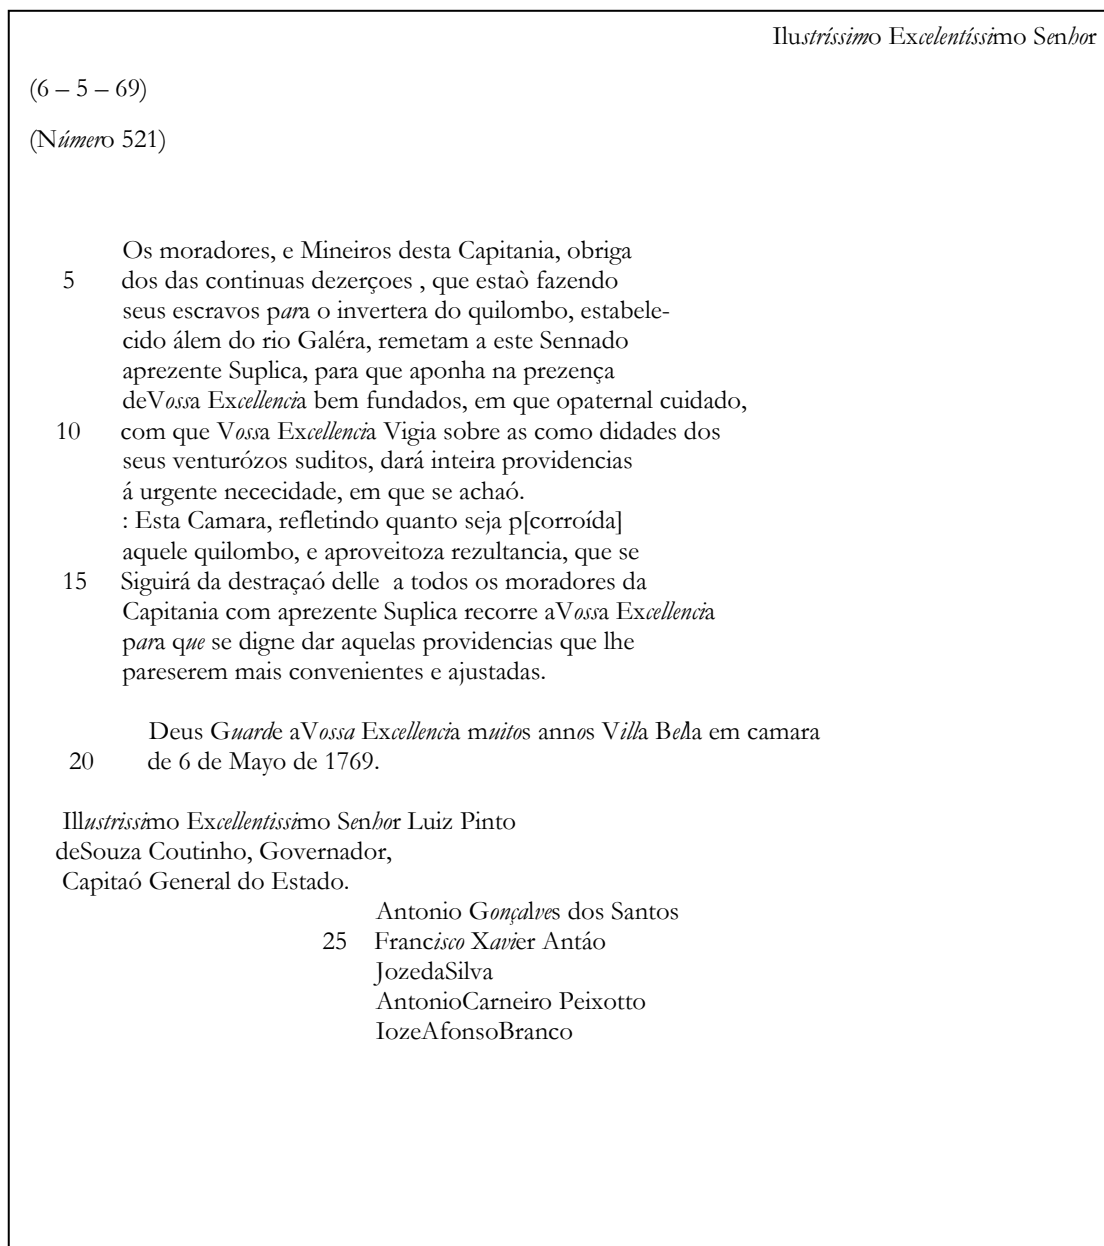 Ilustríssimo Excelentíssimo Senhor
(6 – 5 – 69)
(Número 521)
Os moradores, e Mineiros desta Capitania, obriga
5 dos das continuas dezerçoes , que estaò fazendo
seus escravos para o invertera do quilombo, estabele-
cido álem do rio Galéra, remetam a este Sennado
aprezente Suplica, para que aponha na prezença
deVossa Excellencia bem fundados, em que opaternal cuidado,
10 com que Vossa Excellencia Vigia sobre as como didades dos
seus venturózos suditos, dará inteira providencias
á urgente nececidade, em que se achaó.
: Esta Camara, refletindo quanto seja p[corroída]
aquele quilombo, e aproveitoza rezultancia, que se
15 Siguirá da destraçaó delle a todos os moradores da
Capitania com aprezente Suplica recorre aVossa Excellencia
para que se digne dar aquelas providencias que lhe
pareserem mais convenientes e ajustadas.
Deus Guarde aVossa Excellencia muitos annos Villa Bella em camara
20 de 6 de Mayo de 1769.
Illustrissimo Excellentissimo Senhor Luiz Pinto
deSouza Coutinho, Governador,
Capitaó General do Estado.
Antonio Gonçalves dos Santos
25 Francisco Xavier Antáo
JozedaSilva
AntonioCarneiro Peixotto
IozeAfonsoBranco